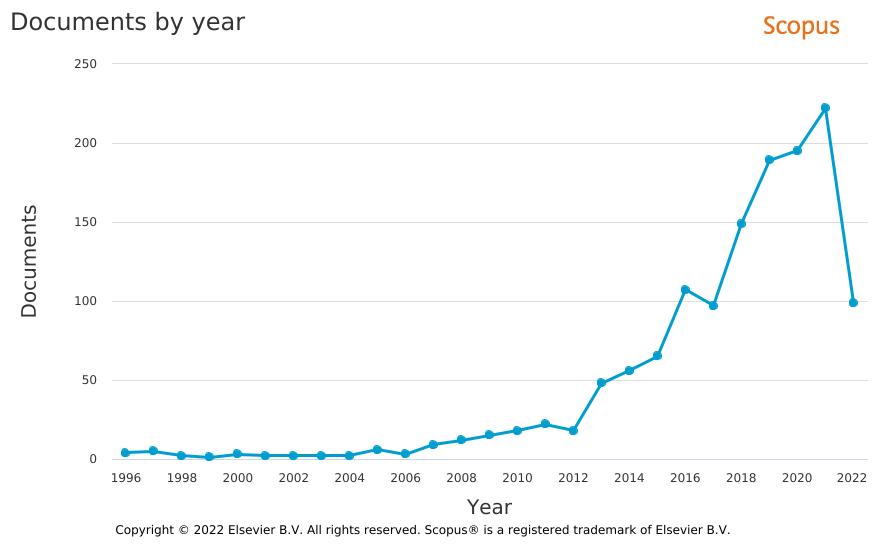 Documents by year
Scopus
250
200
150
100
50
0
Documents
1996 1998 2000 2002 2004 2006 2008 2010 2012 2014 2016 2018 2020 2022
Year
Copyright © 2022 Elsevier B.V. All rights reserved. Scopus® is a registered trademark of Elsevier B.V.